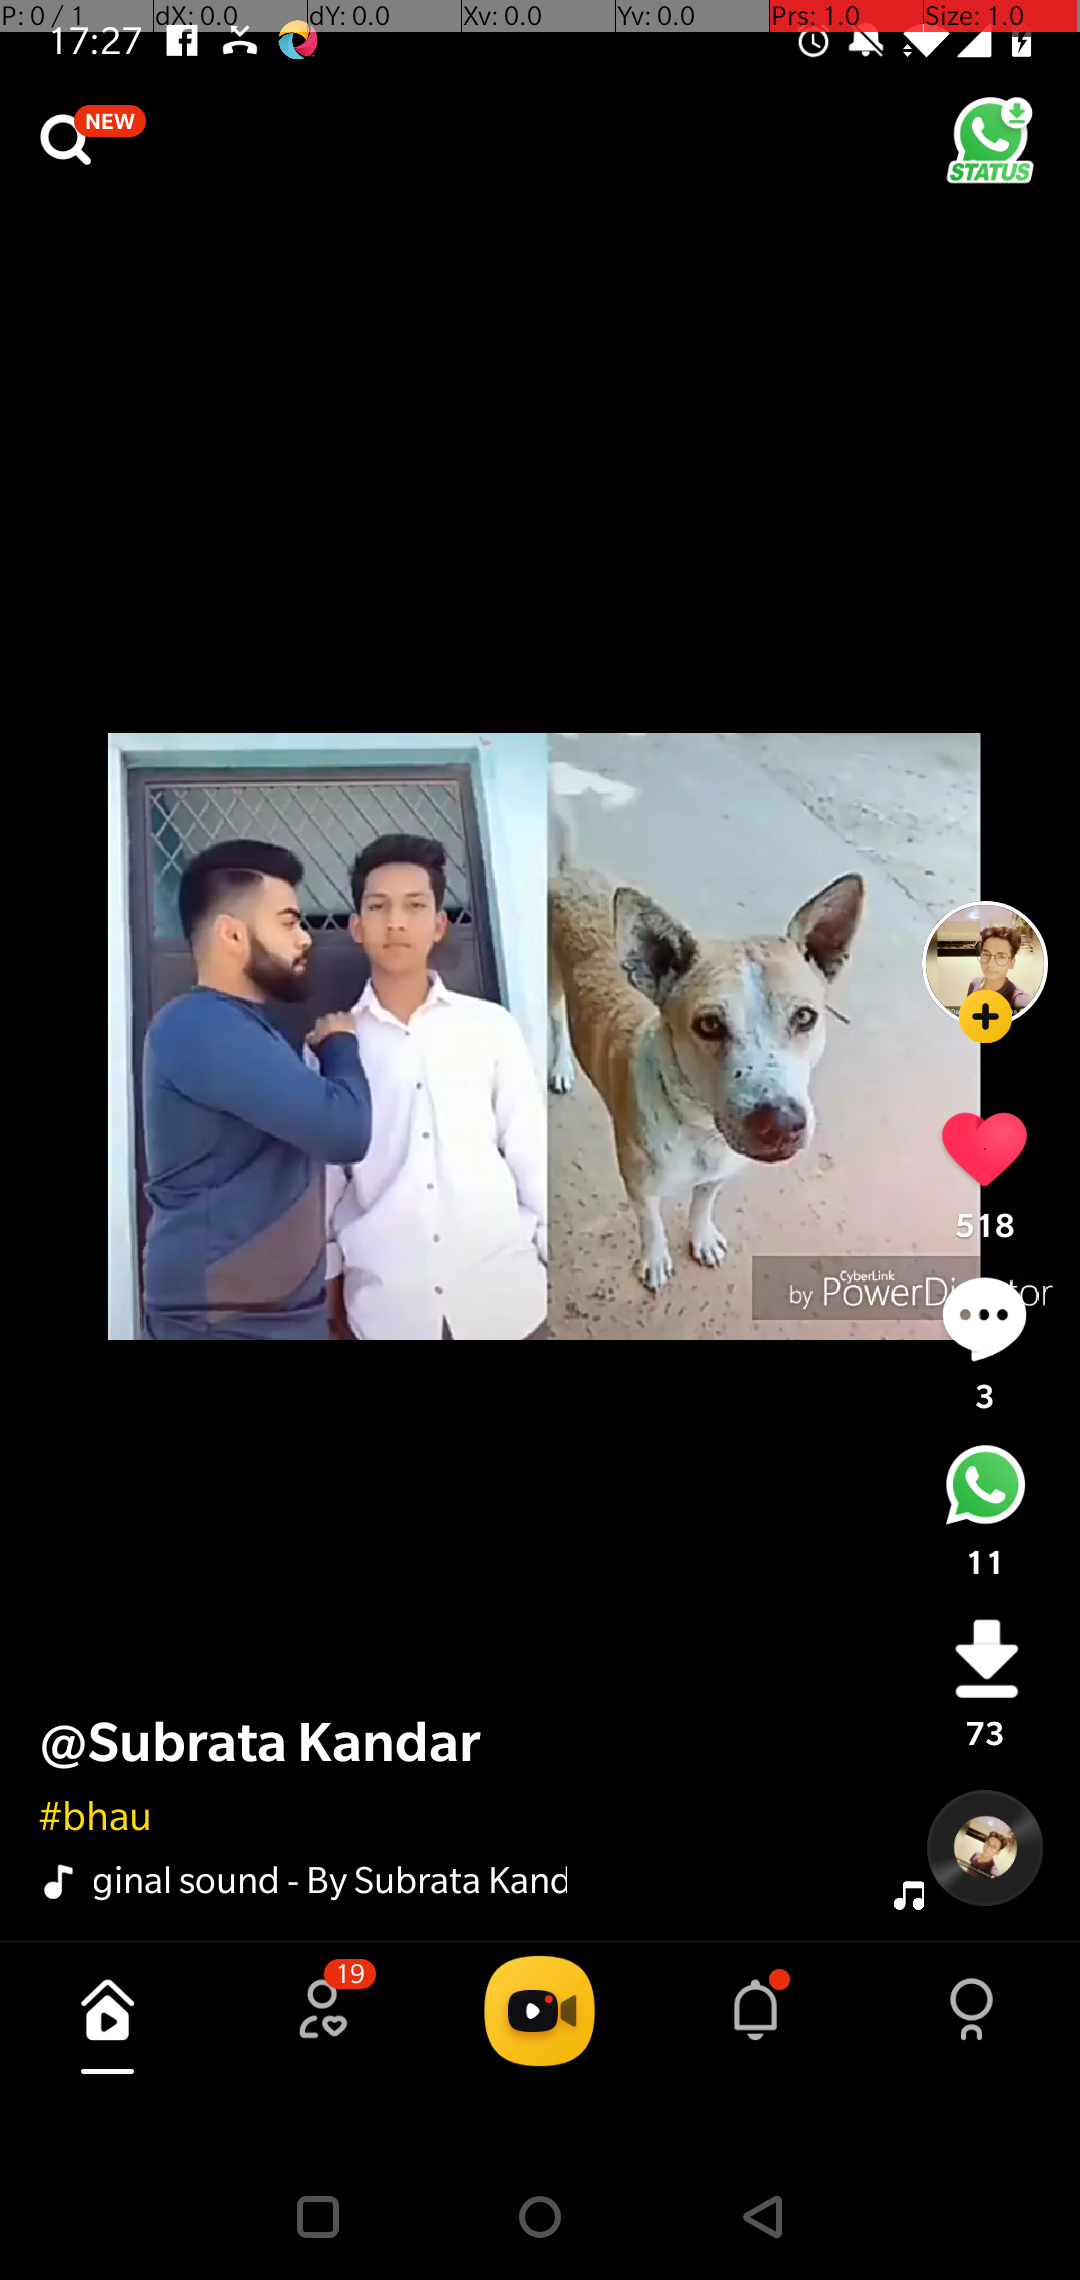 P: 0 / 1 dX: 0.0 dY: 0.0 Xv: 0.0 Yv: 0.0 Prs: 1.0 Size: 1.0
17:27
NEW
STATUS
518
CyberLink
by PowerDi tor
3
11
73
@Subrata Kandar
#bhau
ginal sound - By Subrata Kand
19